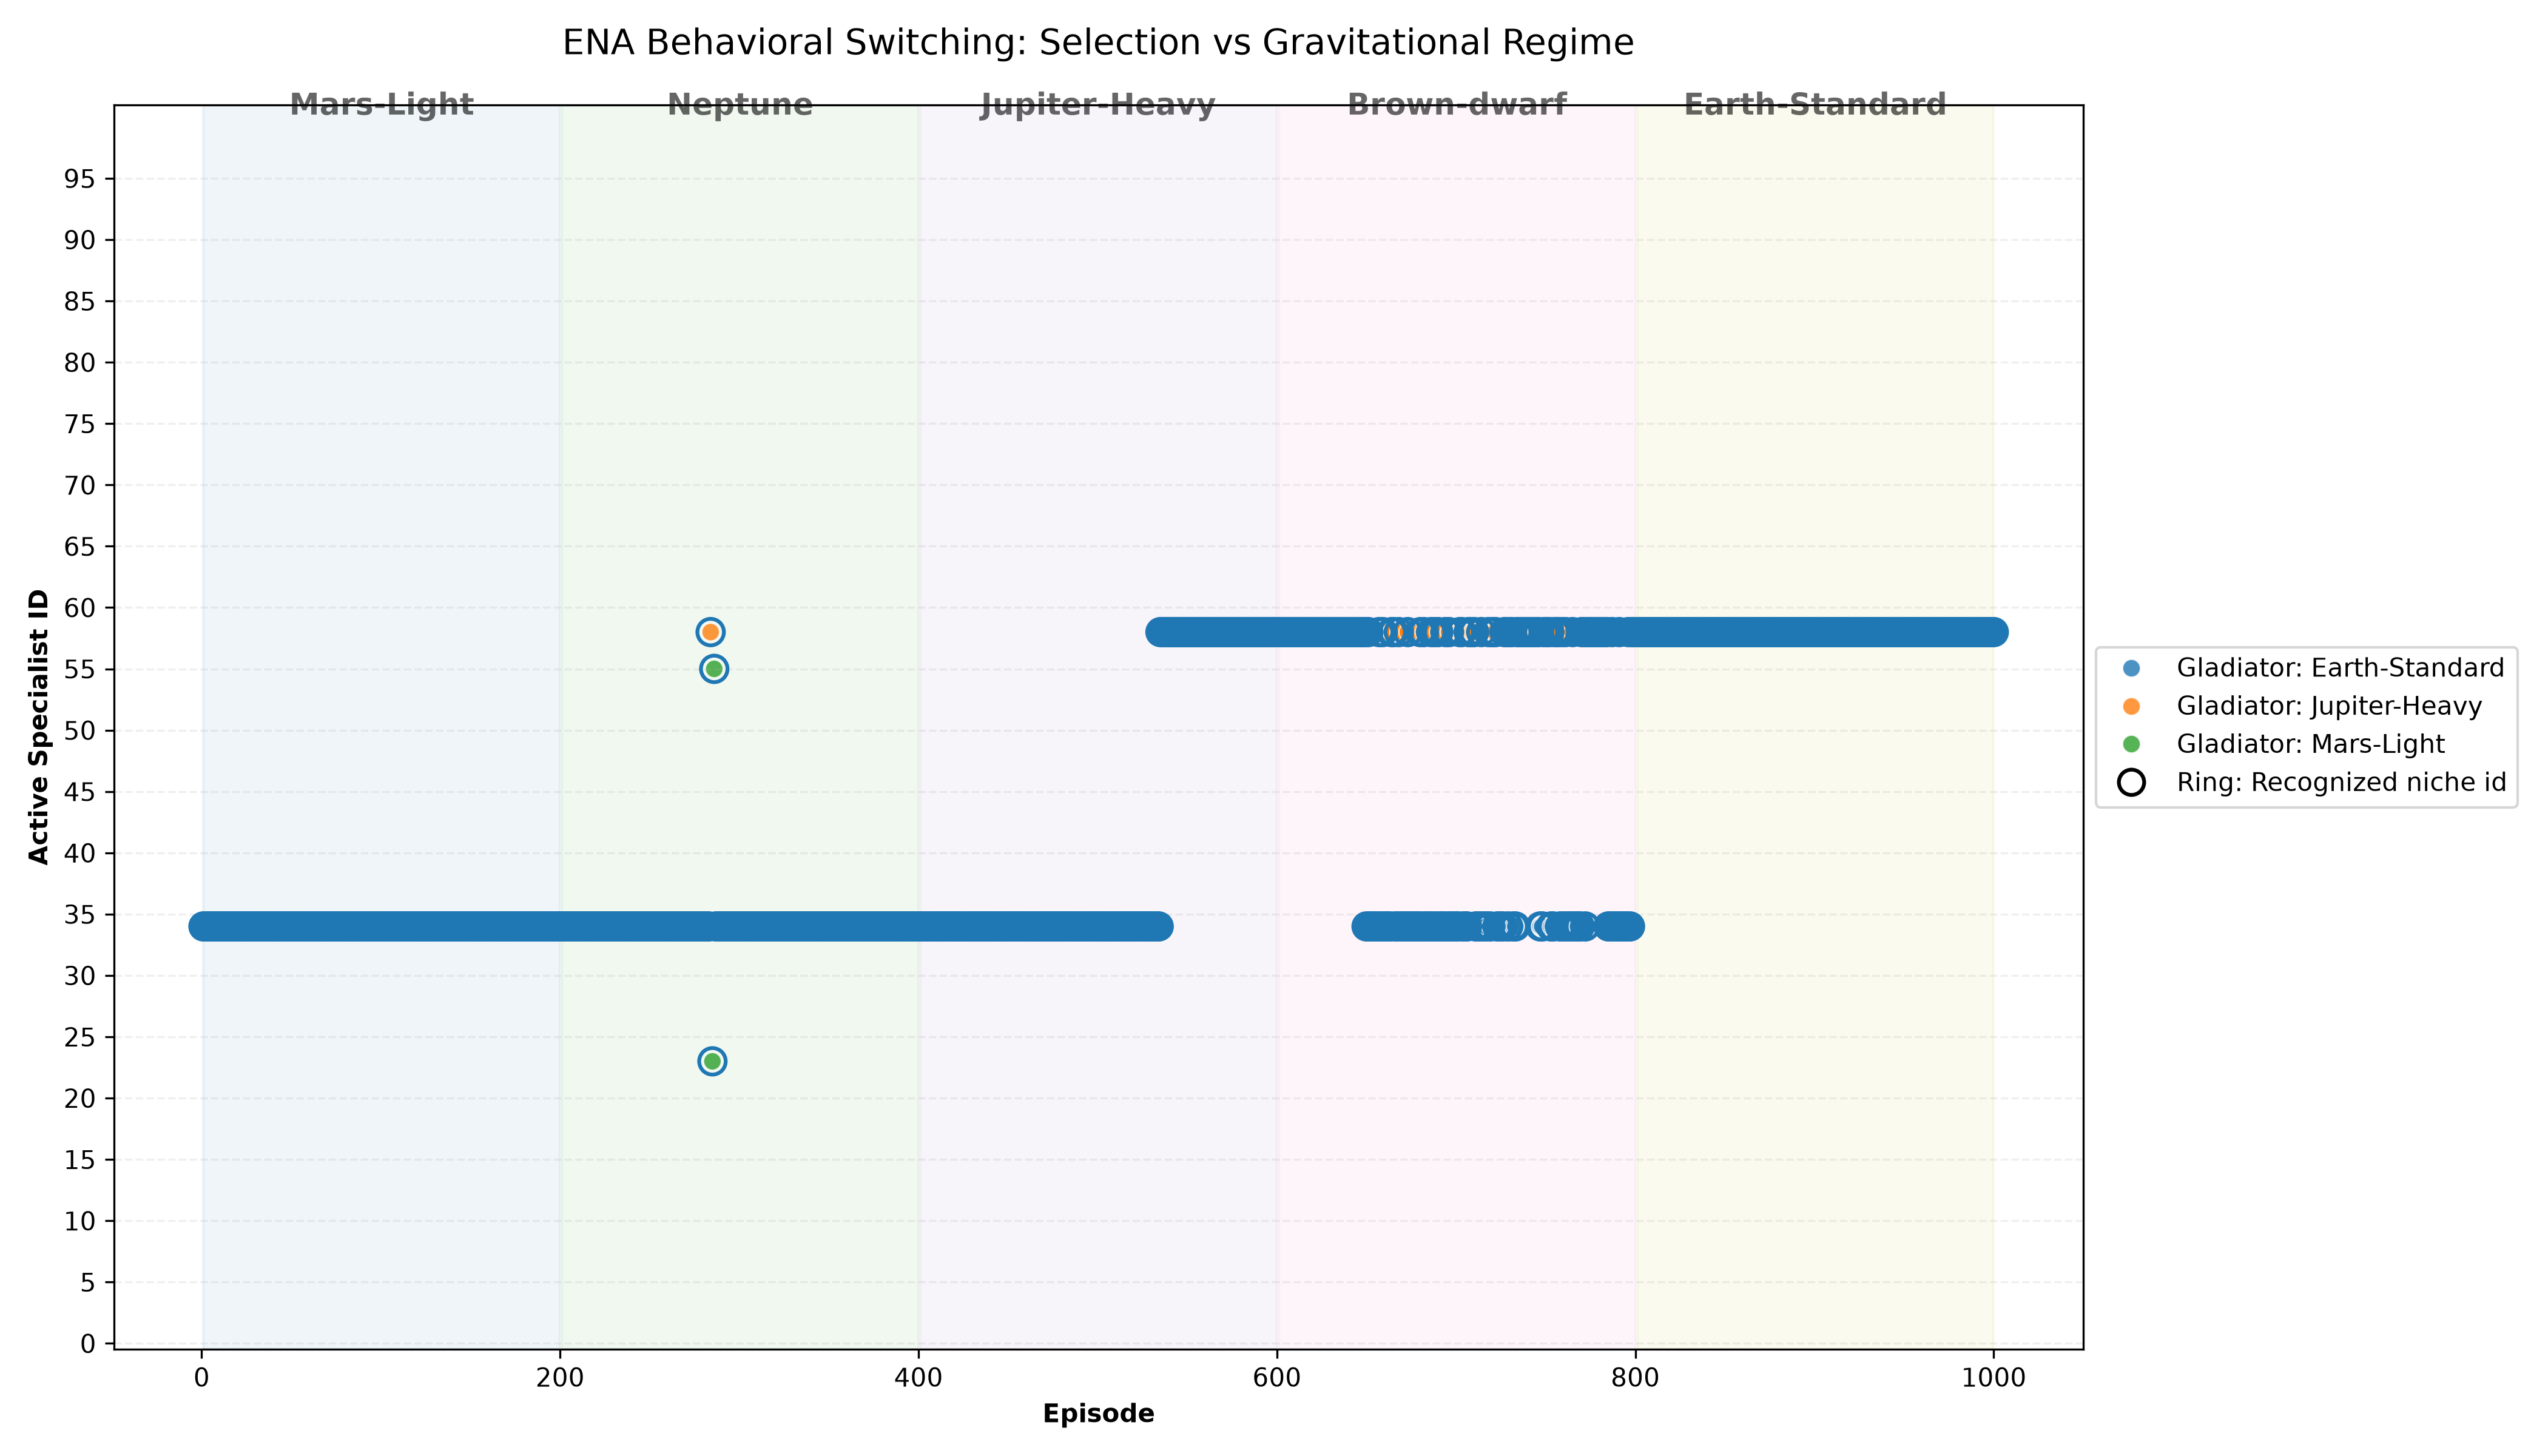 ENA Behavioral Switching: Selection vs Gravitational Regime
Mars-Light
Neptune
Jupiter-Heavy
Brown-dwarf
Earth-Standard
95
90
85
80
75
70
65
60
55
50
45
40
35
30
25
20
15
10
5
0
Active Specialist ID
0
200
400
600
800
1000
Episode
Gladiator: Earth-Standard
Gladiator: Jupiter-Heavy
Gladiator: Mars-Light
Ring: Recognized niche id